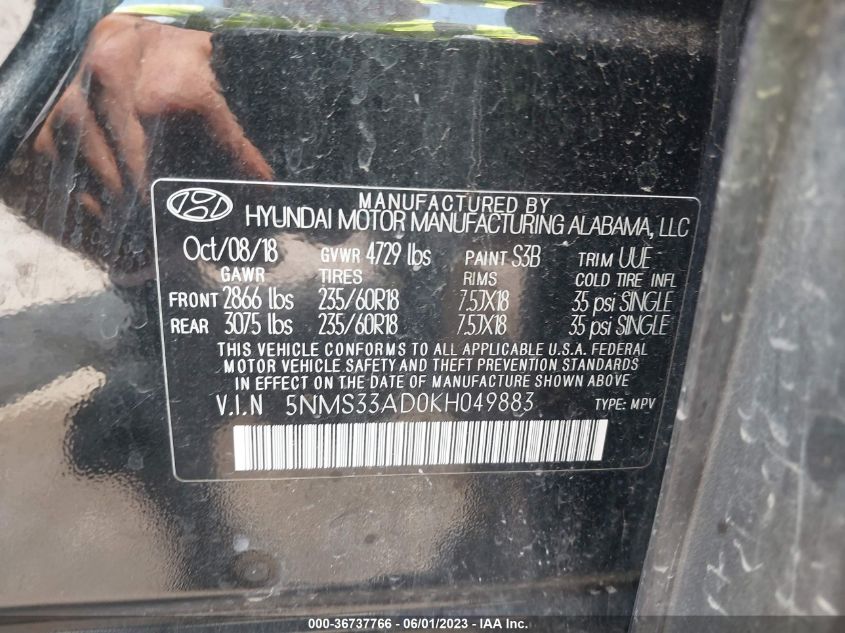 MANUFACTURED BY
HYUNDAI MOTOR MANUFACTURING ALABAMA, LLC
Oct/08/18 GVWR 4729 lbs PAINT S3B TRIM UUE
GAWR TIRES RIMS COLD TIRE INFL
FRONT 2866 lbs 235/60R18 7.5JX18 35 psi SINGLE
REAR 3075 lbs 235/60R18 7.5JX18 35 psi SINGLE
THIS VEHICLE CONFORMS TO ALL APPLICABLE U.S.A. FEDERAL
MOTOR VEHICLE SAFETY AND THEFT PREVENTION STANDARDS
IN EFFECT ON THE DATE OF MANUFACTURE SHOWN ABOVE
V.I.N 5NMS33AD0KH049883 TYPE: MPV
000 - 36737766 - 06/01/2023 - IAA Inc.